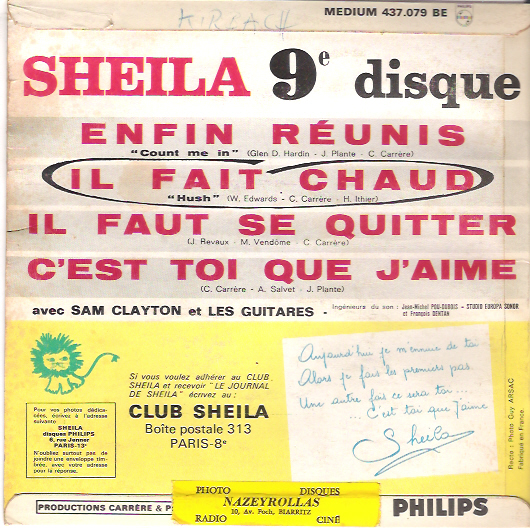 KIRIACH
MEDIUM 437.079 BE
SHEILA 9e disque
ENFIN RÉUNIS
"Count me in" (Glen D. Hardin - J. Plante - C. Carrère)
IL FAIT CHAUD
"Hush" (W. Edwards - C. Carrère - H. Ithier)
IL FAUT SE QUITTER
(J. Revaux - M. Vendôme - C. Carrère)
C'EST TOI QUE J'AIME
(C. Carrère - A. Salvet - J. Plante)
avec SAM CLAYTON et LES GUITARES -
Ingénieurs du son : Jean-Michel POU-DUBOIS - STUDIO EUROPA SONOR
et François DENTAN
Si vous voulez adhérer au CLUB
SHEILA et recevoir "LE JOURNAL
DE SHEILA" écrivez au :
CLUB SHEILA
Boîte postale 313
PARIS-8e
Pour vos photos dédica-
cées, écrivez à l'adresse
suivante :
SHEILA
disques PHILIPS
6, rue Jenner
PARIS-13e
N'oubliez surtout pas de
joindre une enveloppe tim-
brée, avec votre adresse
pour la réponse.
Aujourd'hui je m'ennuie de toi
Alors je fais les premiers pas.
Une autre fois ce sera toi...
... C'est toi que j'aime
Sheila
Recto : Photo Guy ARSAC
Fabriqué en France.
PRODUCTIONS CARRÈRE & P
PHOTO DISQUES
NAZEYROLLAS
10, Av. Foch, BIARRITZ
RADIO CINÉ
PHILIPS